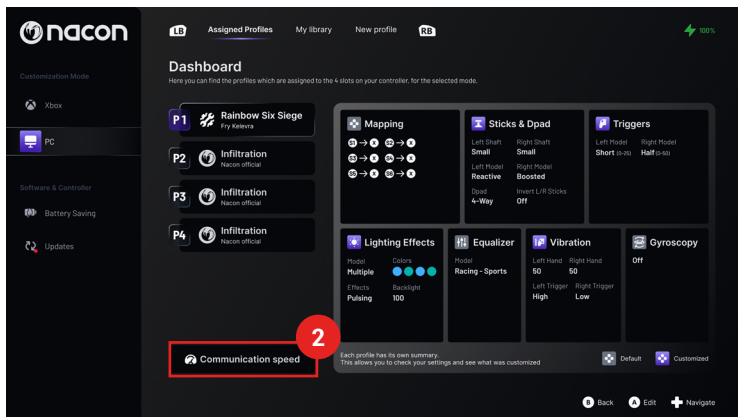 nacon
LB Assigned Profiles My library New profile RB
100%
Customization Mode
Xbox
PC
Software & Controller
Battery Saving
Updates
Dashboard
Here you can find the profiles which are assigned to the 4 slots on your controller, for the selected mode.
P1 Rainbow Six Siege
Fry Kelevra
P2 Infiltration
Nacon official
P3 Infiltration
Nacon official
P4 Infiltration
Nacon official
Communication speed
2
Mapping
S1 → X S2 → X
S3 → X S4 → X
S5 → X S6 → X
Sticks & Dpad
Left Shaft Right Shaft
Small Small
Left Model Right Model
Reactive Boosted
Dpad Invert L/R Sticks
4-Way Off
Triggers
Left Model Right Model
Short (0-25) Half (0-50)
Lighting Effects
Model Colors
Multiple
Effects Backlight
Pulsing 100
Equalizer
Model
Racing - Sports
Vibration
Left Hand Right Hand
50 50
Left Trigger Right Trigger
High Low
Gyroscopy
Off
Each profile has its own summary.
This allows you to check your settings and see what was customized
Default Customized
B Back A Edit Navigate